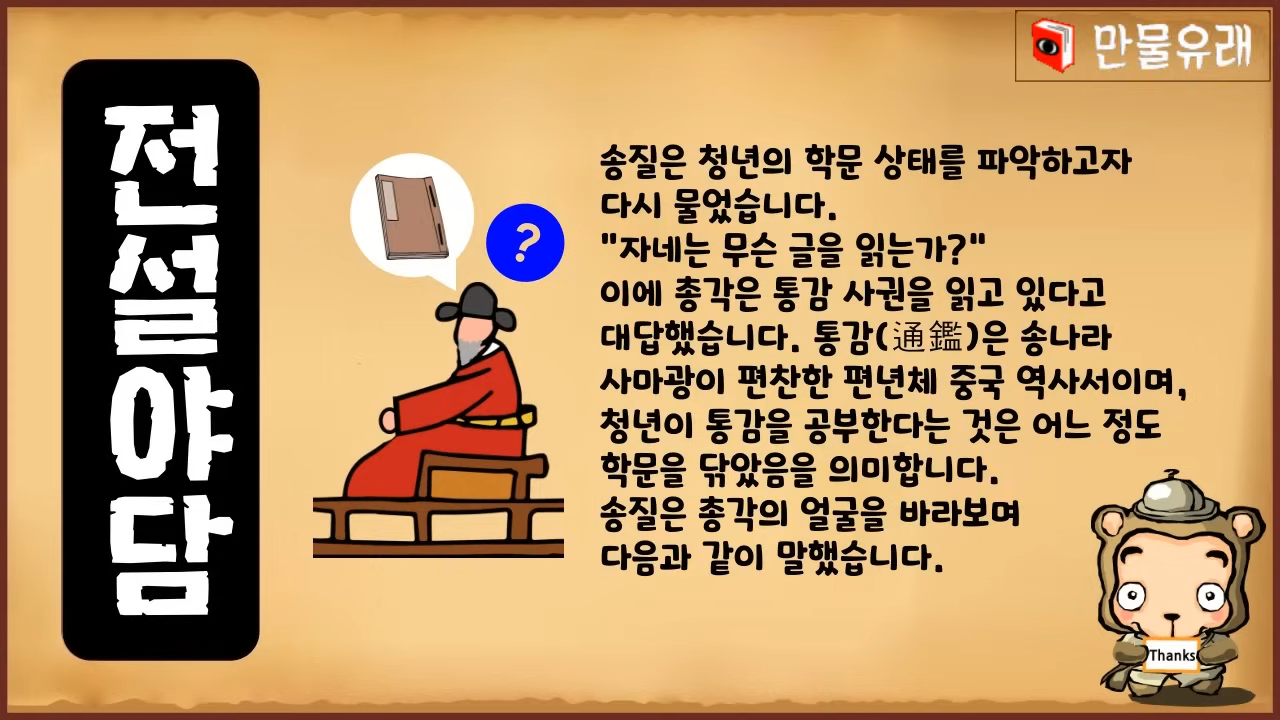 만물유래
전설야담
?
송질은 청년의 학문 상태를 파악하고자
다시 물었습니다.
"자네는 무슨 글을 읽는가?"
이에 총각은 통감 사권을 읽고 있다고
대답했습니다. 통감(通鑑)은 송나라
사마광이 편찬한 편년체 중국 역사서이며,
청년이 통감을 공부한다는 것은 어느 정도
학문을 닦았음을 의미합니다.
송질은 총각의 얼굴을 바라보며
다음과 같이 말했습니다.
Thanks